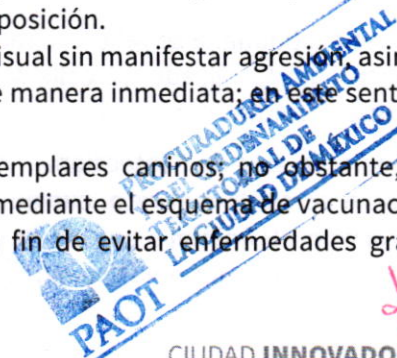 posición.
isual sin manifestar agresión, asir
e manera inmediata; en este sent
emplares caninos; no obstante,
mediante el esquema de vacunac
fin de evitar enfermedades gra
PROCURADURÍA AMBIENTAL
Y DEL ORDENAMIENTO
TERRITORIAL DE
LA CIUDAD DE MÉXICO
PAOT
CIUDAD INNOVADO